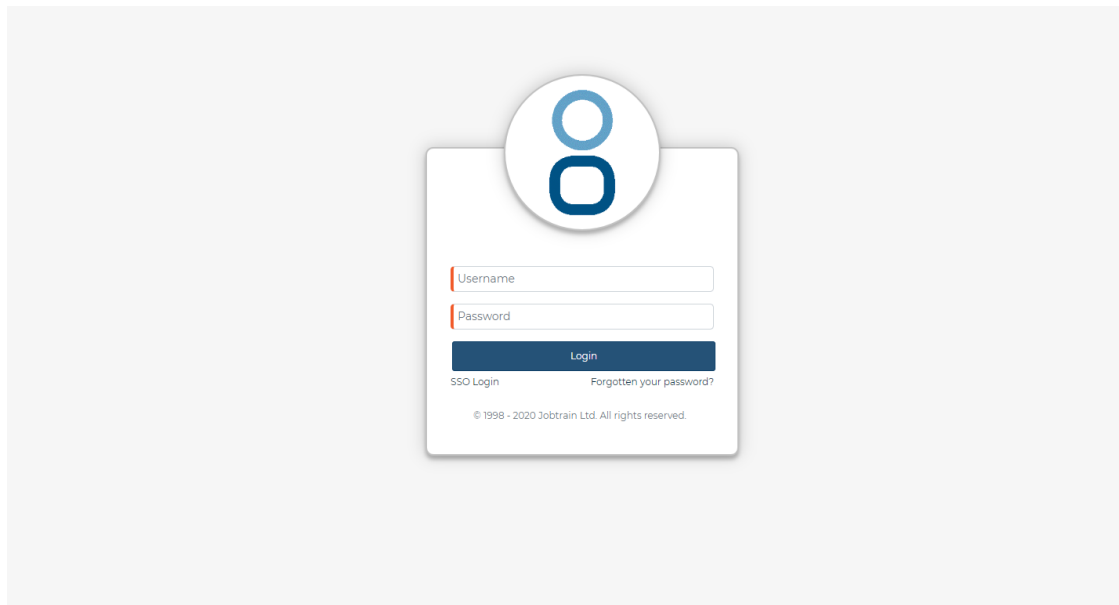 Username
Password
Login
SSO Login Forgotten your password?
© 1998 - 2020 Jobtrain Ltd. All rights reserved.